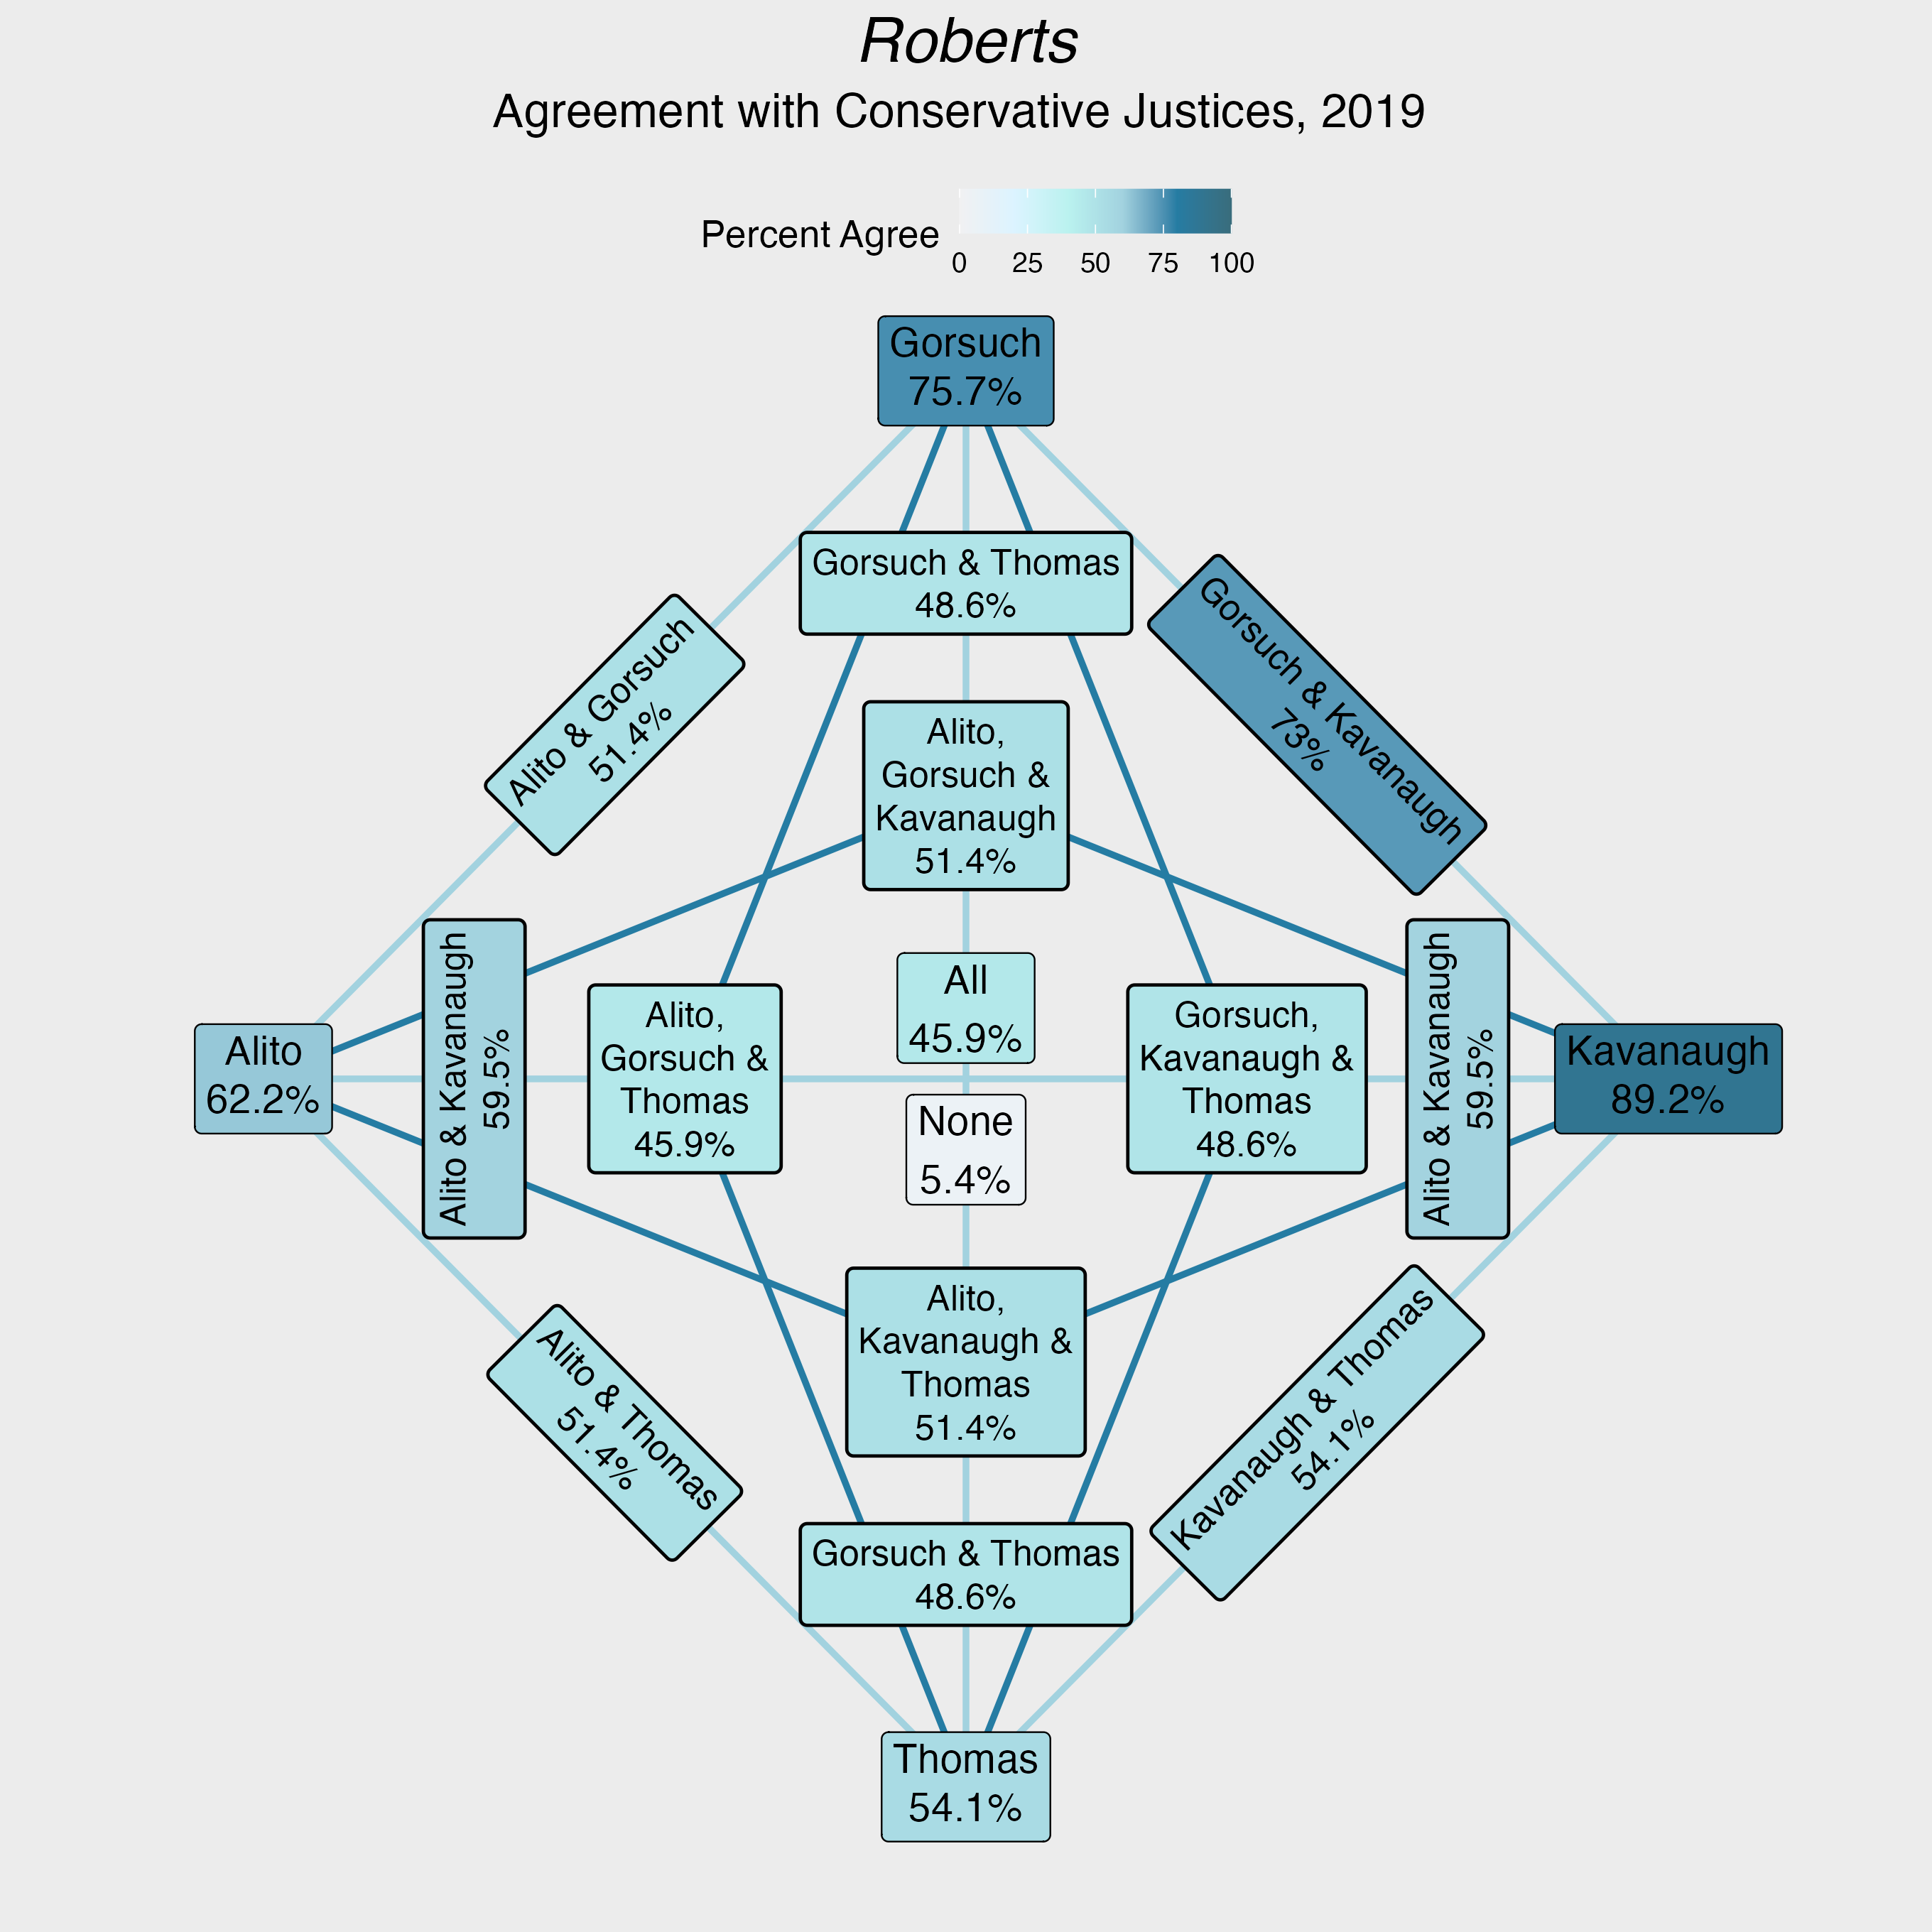 Roberts
Agreement with Conservative Justices, 2019
Percent Agree
0 25 50 75 100
Gorsuch
75.7%
Gorsuch & Thomas
48.6%
Alito & Gorsuch
51.4%
Gorsuch & Kavanaugh
73%
Alito,
Gorsuch &
Kavanaugh
51.4%
Alito
62.2%
Alito & Kavanaugh
59.5%
Alito,
Gorsuch &
Thomas
45.9%
All
45.9%
None
5.4%
Gorsuch,
Kavanaugh &
Thomas
48.6%
Alito & Kavanaugh
59.5%
Kavanaugh
89.2%
Alito,
Kavanaugh &
Thomas
51.4%
Alito & Thomas
51.4%
Kavanaugh & Thomas
54.1%
Gorsuch & Thomas
48.6%
Thomas
54.1%